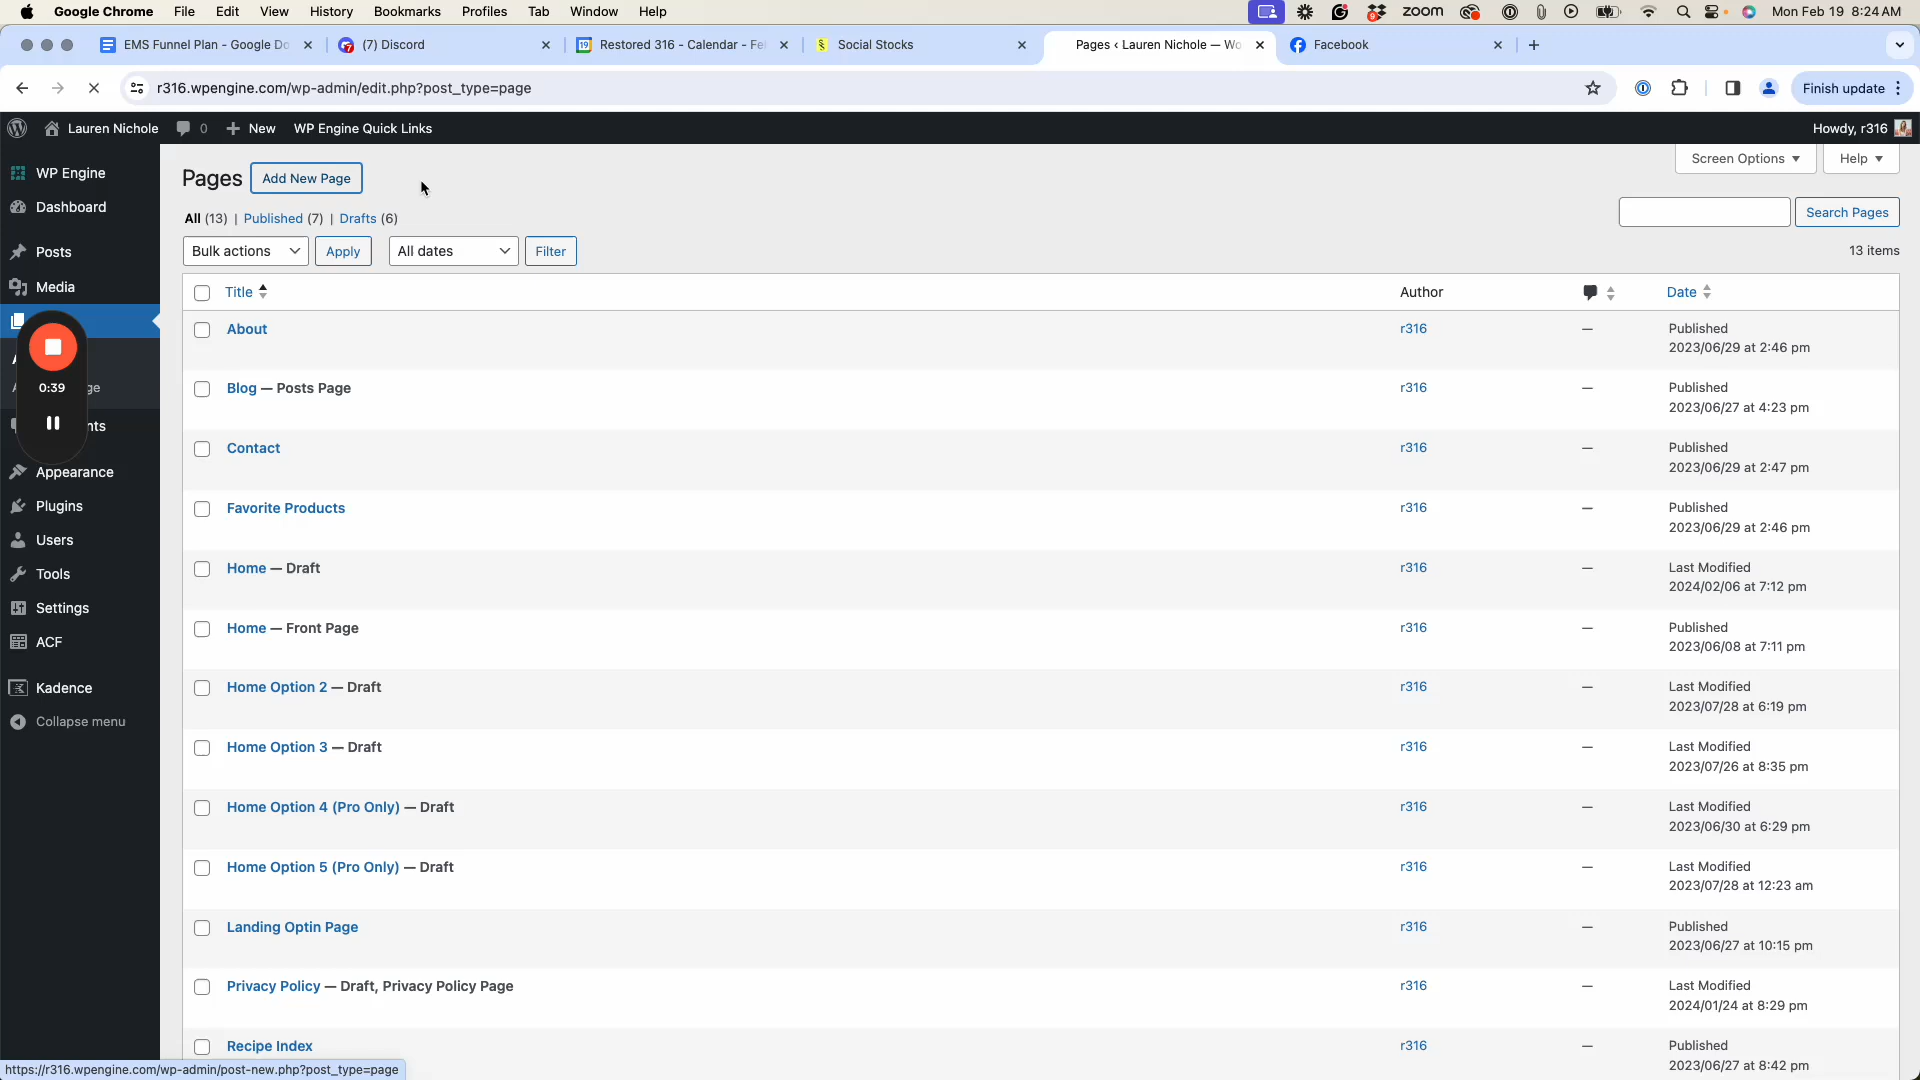 Google Chrome File Edit View History Bookmarks Profiles Tab Window Help zoom Mon Feb 19 8:24 AM
EMS Funnel Plan - Google Do (7) Discord Restored 316 - Calendar - Fe Social Stocks Pages ‹ Lauren Nichole — Wo Facebook
r316.wpengine.com/wp-admin/edit.php?post_type=page Finish update
Lauren Nichole 0 New WP Engine Quick Links Howdy, r316
WP Engine
Dashboard
Posts
Media
0:39
ge
nts
Appearance
Plugins
Users
Tools
Settings
ACF
Kadence
Collapse menu
Screen Options Help
Pages Add New Page
All (13) | Published (7) | Drafts (6)
Search Pages
Bulk actions Apply All dates Filter 13 items
Title Author Date
About r316 — Published
2023/06/29 at 2:46 pm
Blog — Posts Page r316 — Published
2023/06/27 at 4:23 pm
Contact r316 — Published
2023/06/29 at 2:47 pm
Favorite Products r316 — Published
2023/06/29 at 2:46 pm
Home — Draft r316 — Last Modified
2024/02/06 at 7:12 pm
Home — Front Page r316 — Published
2023/06/08 at 7:11 pm
Home Option 2 — Draft r316 — Last Modified
2023/07/28 at 6:19 pm
Home Option 3 — Draft r316 — Last Modified
2023/07/26 at 8:35 pm
Home Option 4 (Pro Only) — Draft r316 — Last Modified
2023/06/30 at 6:29 pm
Home Option 5 (Pro Only) — Draft r316 — Last Modified
2023/07/28 at 12:23 am
Landing Optin Page r316 — Published
2023/06/27 at 10:15 pm
Privacy Policy — Draft, Privacy Policy Page r316 — Last Modified
2024/01/24 at 8:29 pm
Recipe Index r316 — Published
2023/06/27 at 8:42 pm
https://r316.wpengine.com/wp-admin/post-new.php?post_type=page